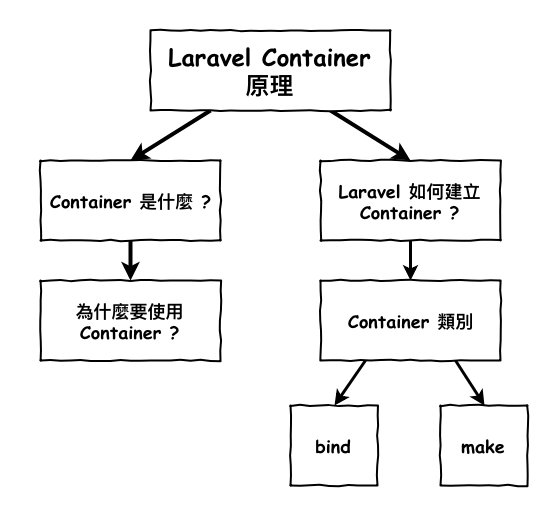 Laravel Container
原理
Container 是什麼 ?
Laravel 如何建立
Container ?
為什麼要使用
Container ?
Container 類別
bind
make